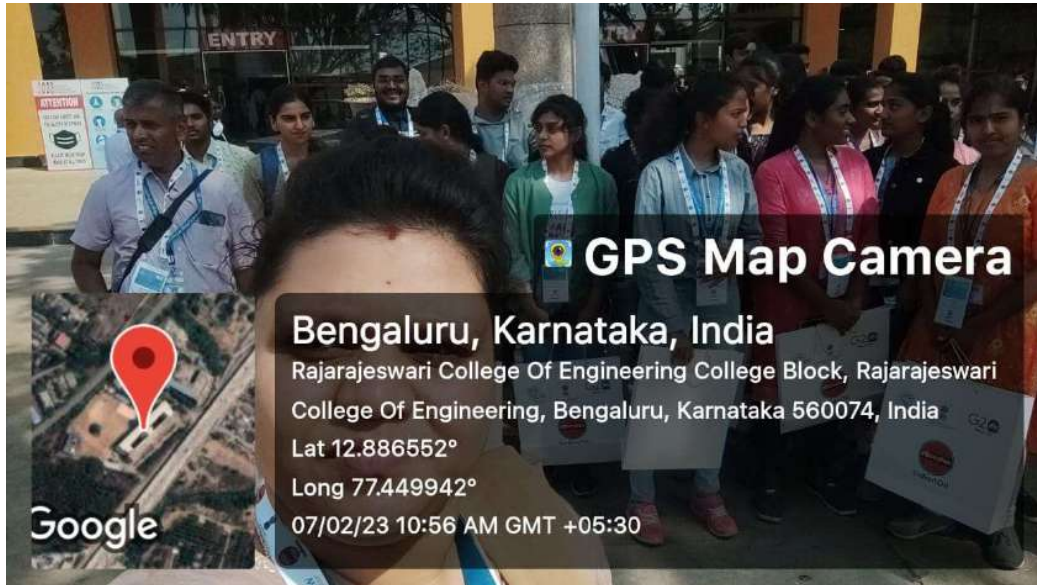 ENTRY
TRY
ATTENTION
GPS Map Camera
Bengaluru, Karnataka, India
Rajarajeswari College Of Engineering College Block, Rajarajeswari
College Of Engineering, Bengaluru, Karnataka 560074, India
Lat 12.886552°
Long 77.449942°
07/02/23 10:56 AM GMT +05:30
Google
G20
IndianOil